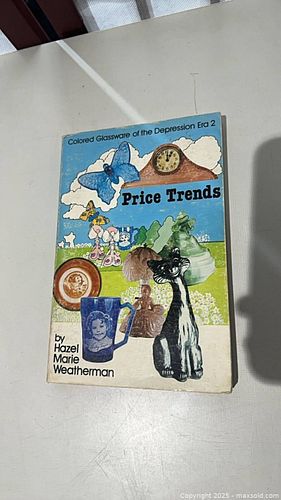 Colored Glassware of the Depression Era 2
Price Trends
by
Hazel
Marie
Weatherman
Copyright © 2025 - maxsold.com